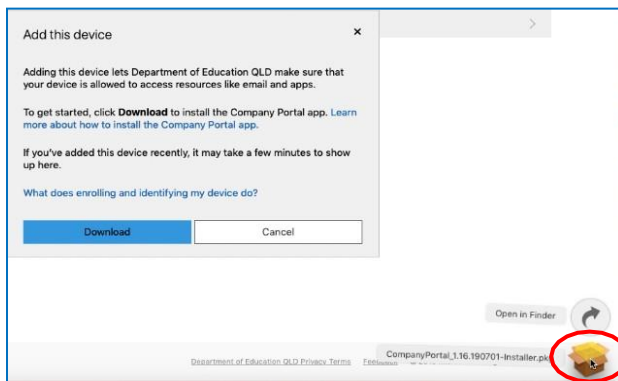 Add this device
Adding this device lets Department of Education QLD make sure that
your device is allowed to access resources like email and apps.
To get started, click Download to install the Company Portal app. Learn
more about how to install the Company Portal app.
If you've added this device recently, it may take a few minutes to show
up here.
What does enrolling and identifying my device do?
Download
Cancel
Open in Finder
CompanyPortal_1.16.190701-Installer.pk
Department of Education QLD Privacy Terms